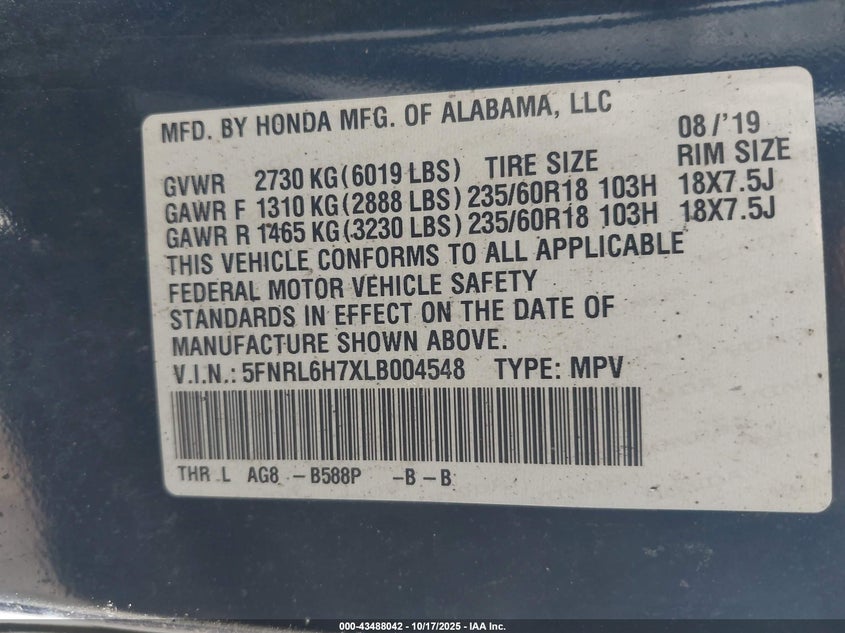 MFD. BY HONDA MFG. OF ALABAMA, LLC 08/'19
GVWR 2730 KG(6019 LBS) TIRE SIZE RIM SIZE
GAWR F 1310 KG(2888 LBS) 235/60R18 103H 18X7.5J
GAWR R 1465 KG(3230 LBS) 235/60R18 103H 18X7.5J
THIS VEHICLE CONFORMS TO ALL APPLICABLE
FEDERAL MOTOR VEHICLE SAFETY
STANDARDS IN EFFECT ON THE DATE OF
MANUFACTURE SHOWN ABOVE.
V.I.N.: 5FNRL6H7XLB004548 TYPE: MPV
THR L AG8 -B588P -B-B
000-43488042 | 10/17/2025 - IAA Inc.